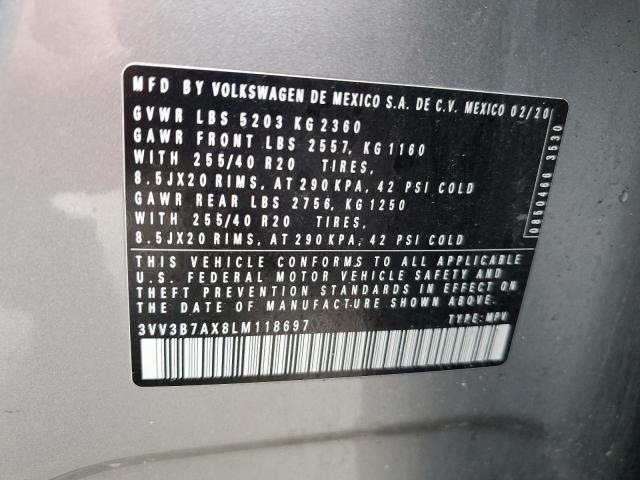 MFD BY VOLKSWAGEN DE MEXICO S.A. DE C.V. MEXICO 02/20
GVWR LBS 5203 KG 2360
GAWR FRONT LBS 2557, KG 1160
WITH 255/40 R20 TIRES,
8.5JX20 RIMS, AT 290 KPA, 42 PSI COLD
GAWR REAR LBS 2756, KG 1250
WITH 255/40 R20 TIRES,
8.5JX20 RIMS, AT 290 KPA, 42 PSI COLD
0850460 3530
THIS VEHICLE CONFORMS TO ALL APPLICABLE
U.S. FEDERAL MOTOR VEHICLE SAFETY AND
THEFT PREVENTION STANDARDS IN EFFECT ON
THE DATE OF MANUFACTURE SHOWN ABOVE.
3VV3B7AX8LM118697 TYPE: MPV